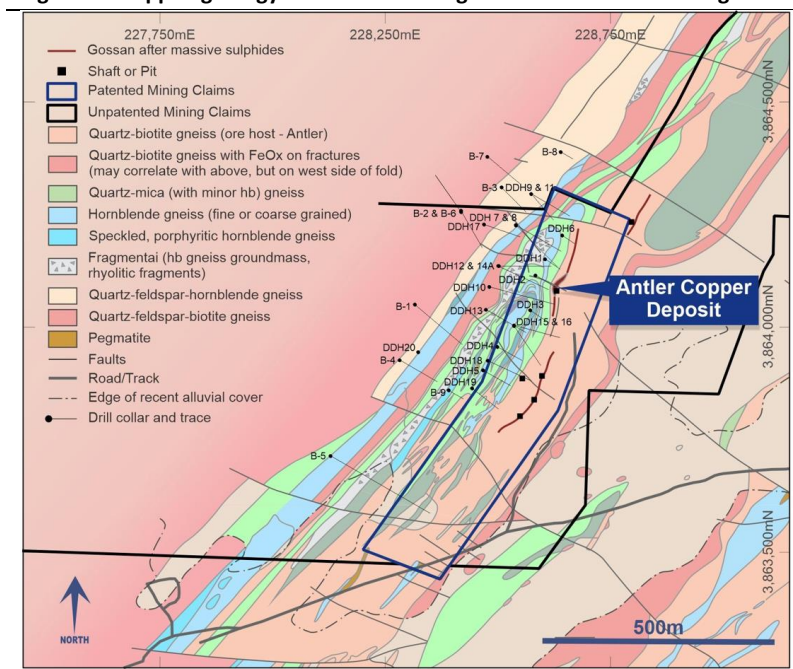 227,750mE
228,250mE
228,750mE
Gossan after massive sulphides
Shaft or Pit
Patented Mining Claims
Unpatented Mining Claims
Quartz-biotite gneiss (ore host - Antler)
Quartz-biotite gneiss with FeOx on fractures
(may correlate with above, but on west side of fold)
Quartz-mica (with minor hb) gneiss
Hornblende gneiss (fine or coarse grained)
Speckled, porphyritic hornblende gneiss
Fragmentai (hb gneiss groundmass,
rhyolitic fragments)
Quartz-feldspar-hornblende gneiss
Quartz-feldspar-biotite gneiss
Pegmatite
Faults
Road/Track
Edge of recent alluvial cover
Drill collar and trace
3,864,500mN
3,864,000mN
3,863,500mN
B-7
B-8
B-3
DDH9 & 11
B-2 & B-6
DDH 7 & 8
DDH17
DDH6
DDH1
DDH12 & 14A
DDH2
DDH10
B-1
DDH13
DDH3
DDH15 & 16
DDH20
DDH4
B-4
DDH18
DDH5
DDH19
B-9
B-5
Antler Copper
Deposit
NORTH
500m